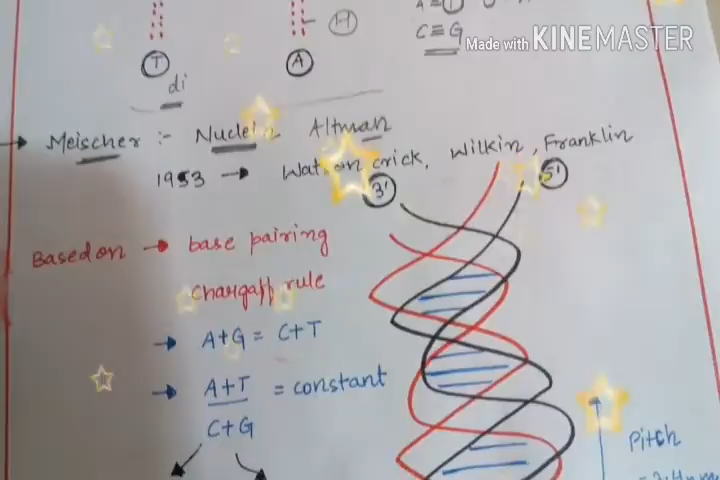 A = T
H
C ≡ G
Made with KINEMASTER
T
A
di
→ Meischer :- Nuclein Altman
1953 → Watson crick, Wilkin, Franklin
3'
5'
Based on → base pairing
Chargaff rule
→ A+G = C+T
→ A+T = constant
C+G
Pitch